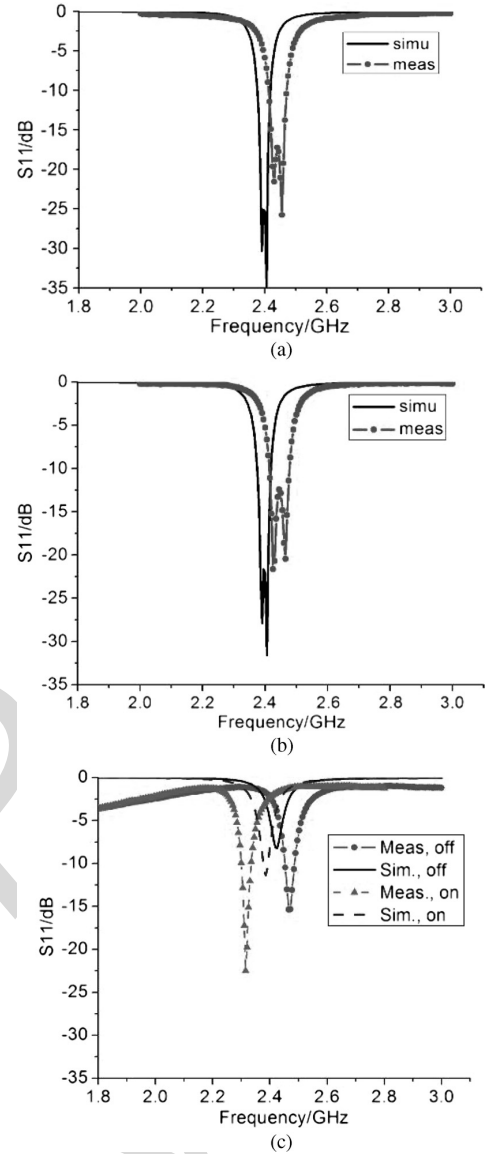 0
-5
-10
-15
-20
-25
-30
-35
S11/dB
simu
meas
1.8 2.0 2.2 2.4 2.6 2.8 3.0
Frequency/GHz
(a)
0
-5
-10
-15
-20
-25
-30
-35
S11/dB
simu
meas
1.8 2.0 2.2 2.4 2.6 2.8 3.0
Frequency/GHz
(b)
0
-5
-10
-15
-20
-25
-30
-35
S11/dB
Meas, off
Sim., off
Meas., on
Sim., on
1.8 2.0 2.2 2.4 2.6 2.8 3.0
Frequency/GHz
(c)